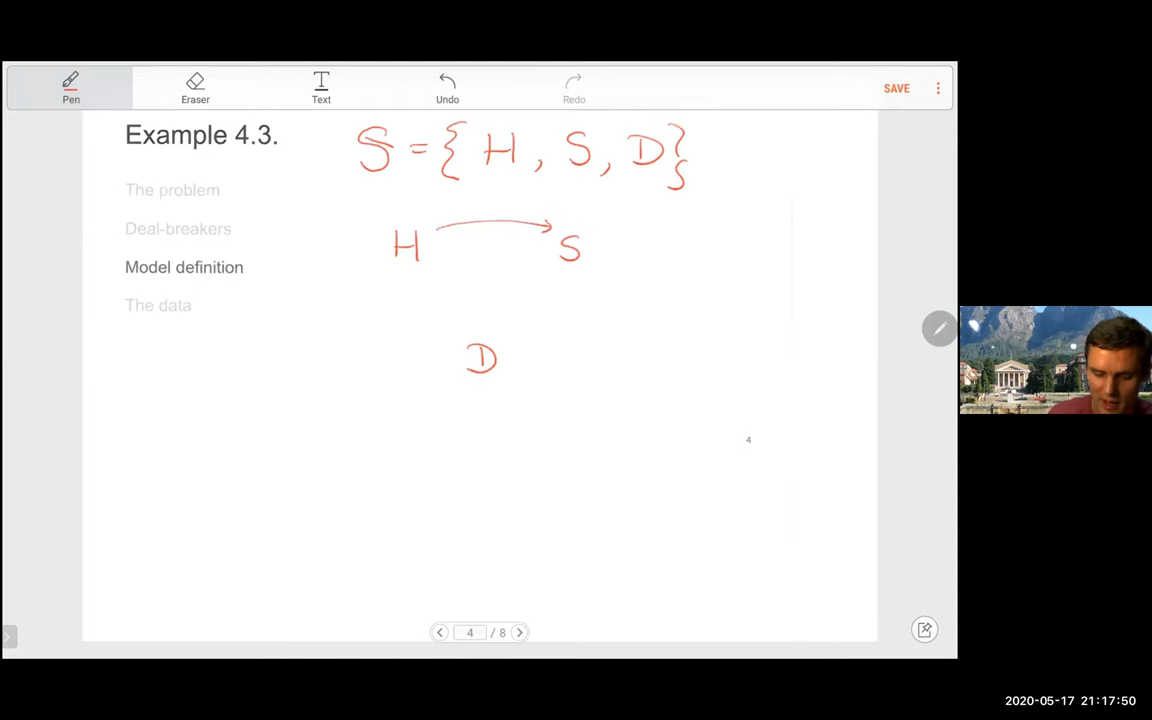 Pen Eraser Text Undo Redo SAVE
Example 4.3.
S = { H , S , D }
The problem
Deal-breakers
Model definition
The data
H S
D
4
4 / 8
2020-05-17 21:17:50